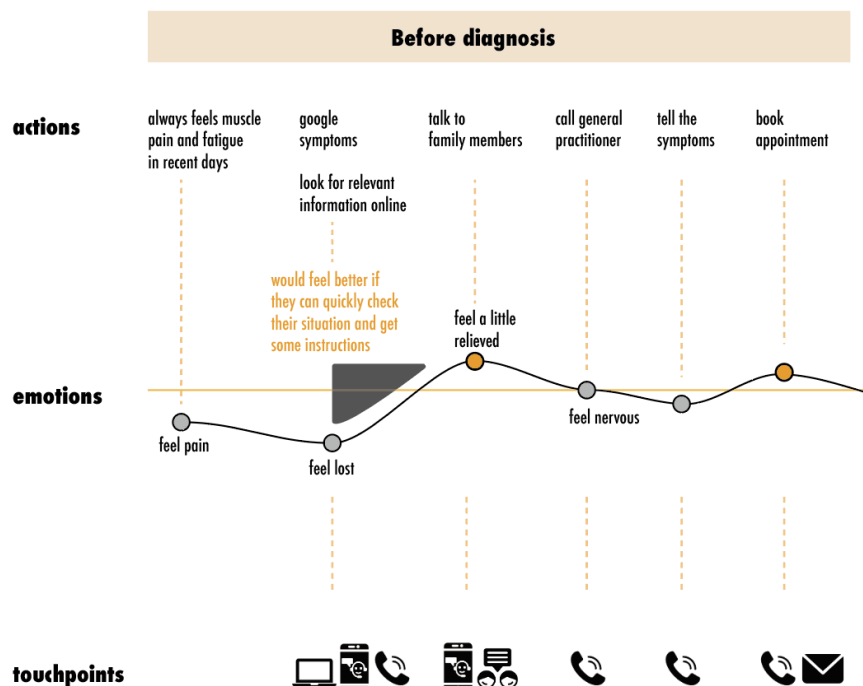 Before diagnosis
actions
always feels muscle
pain and fatigue
in recent days
google
symptoms
look for relevant
information online
talk to
family members
call general
practitioner
tell the
symptoms
book
appointment
would feel better if
they can quickly check
their situation and get
some instructions
emotions
feel pain
feel lost
feel a little
relieved
feel nervous
touchpoints